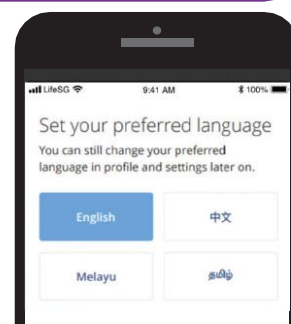 LifeSG 9:41 AM 100%
Set your preferred language
You can still change your preferred
language in profile and settings later on.
English 中文
Melayu தமிழ்